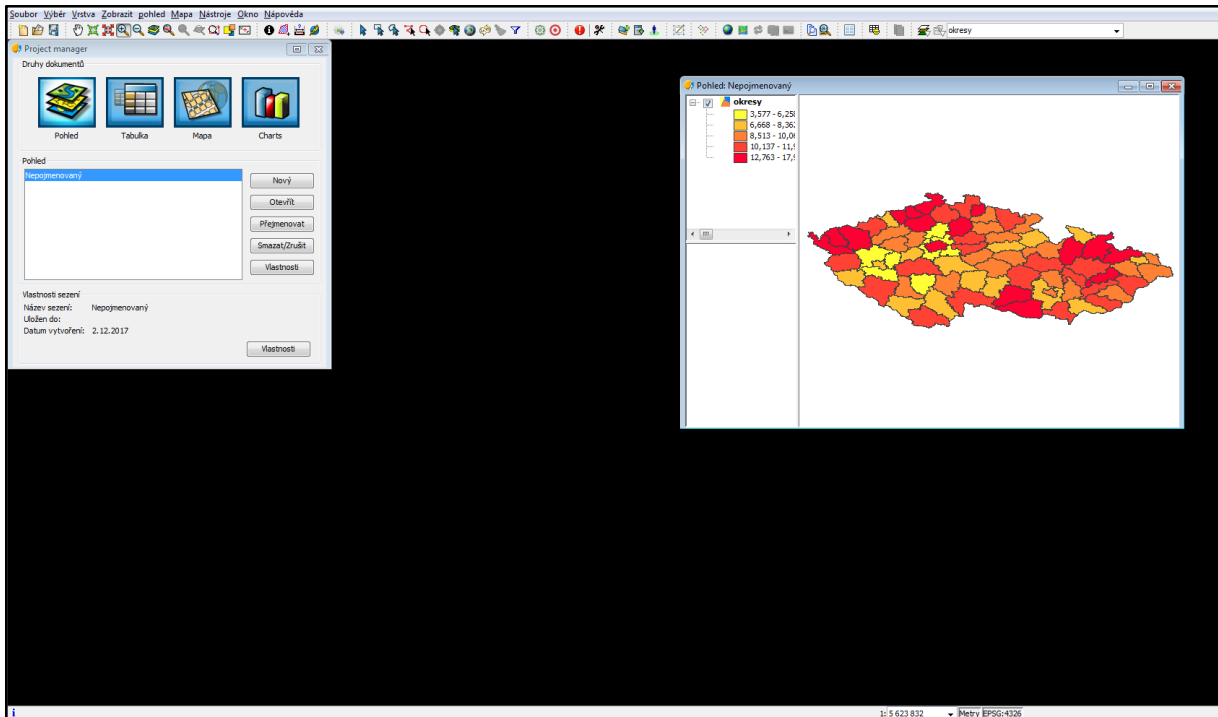 Soubor Výběr Vrstva Zobrazit pohled Mapa Nástroje Okno Nápověda
okresy
Project manager
Druhy dokumentů
Pohled Tabulka Mapa Charts
Pohled
Nepojmenovaný
Nový
Otevřít
Přejmenovat
Smazat/Zrušit
Vlastnosti
Vlastnosti sezení
Název sezení: Nepojmenovaný
Uložen do:
Datum vytvoření: 2.12.2017
Vlastnosti
Pohled: Nepojmenovaný
okresy
3,577 - 6,25
6,668 - 8,36
8,513 - 10,0
10,137 - 11,
12,763 - 17,
1: 5 623 832 Metry EPSG:4326